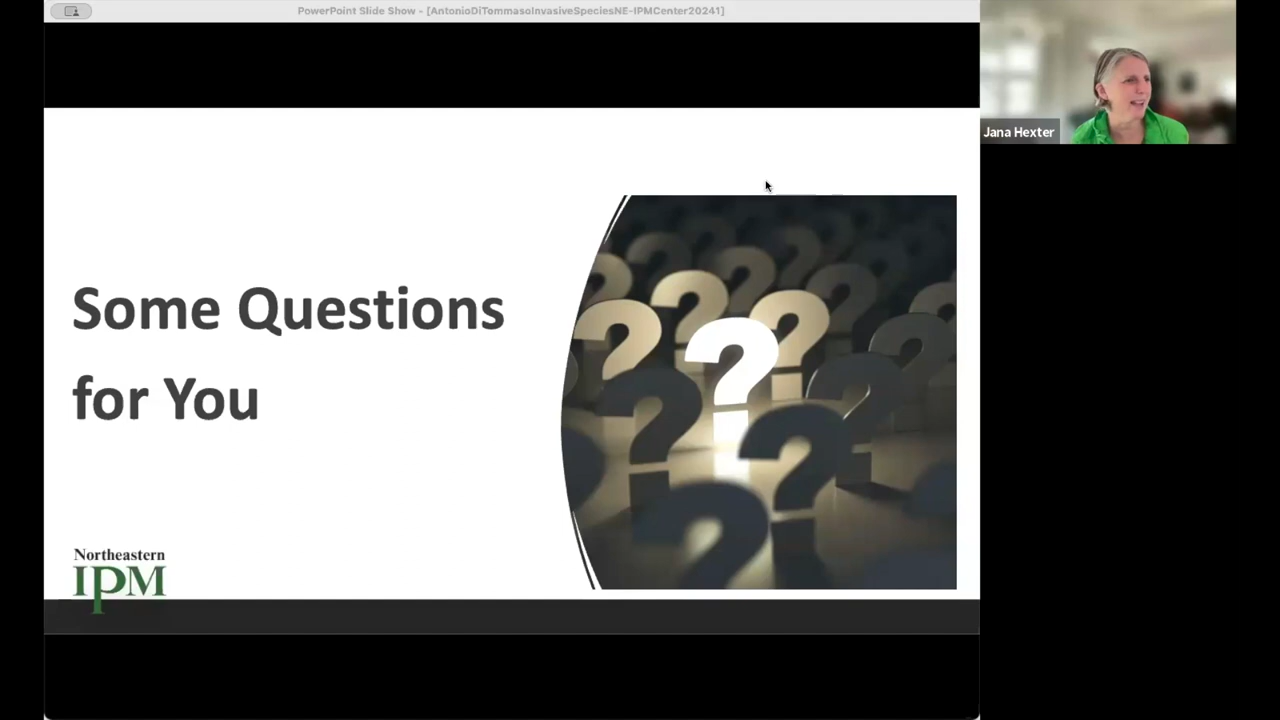 PowerPoint Slide Show - [AntonioDiTommasoInvasiveSpeciesNE-IPMCenter20241]
Jana Hexter
Some Questions
for You
Northeastern
IPM